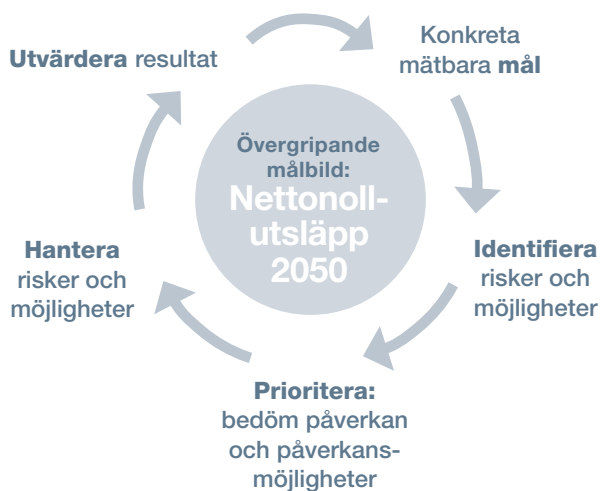 Utvärdera resultat
Konkreta
mätbara mål
Övergripande
målbild:
Nettonoll-
utsläpp
2050
Identifiera
risker och
möjligheter
Prioritera:
bedöm påverkan
och påverkans-
möjligheter
Hantera
risker och
möjligheter